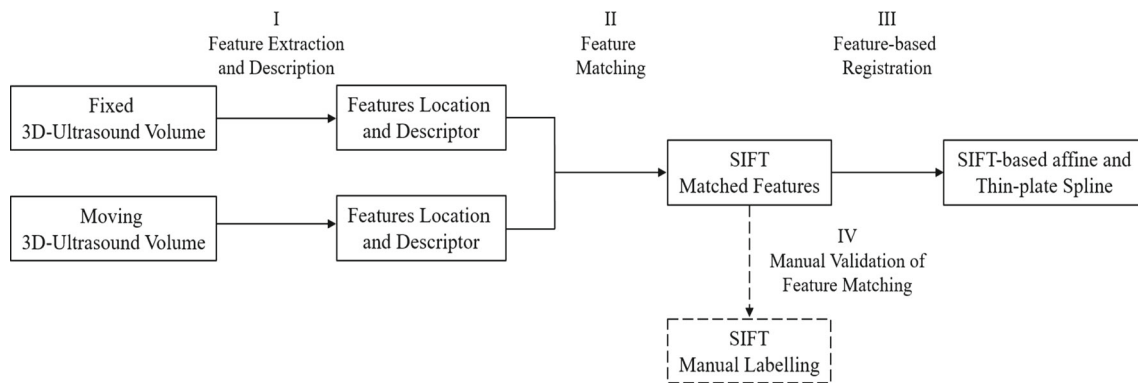 I
Feature Extraction
and Description
II
Feature
Matching
III
Feature-based
Registration
Fixed
3D-Ultrasound Volume
Features Location
and Descriptor
Moving
3D-Ultrasound Volume
Features Location
and Descriptor
SIFT
Matched Features
SIFT-based affine and
Thin-plate Spline
IV
Manual Validation of
Feature Matching
SIFT
Manual Labelling